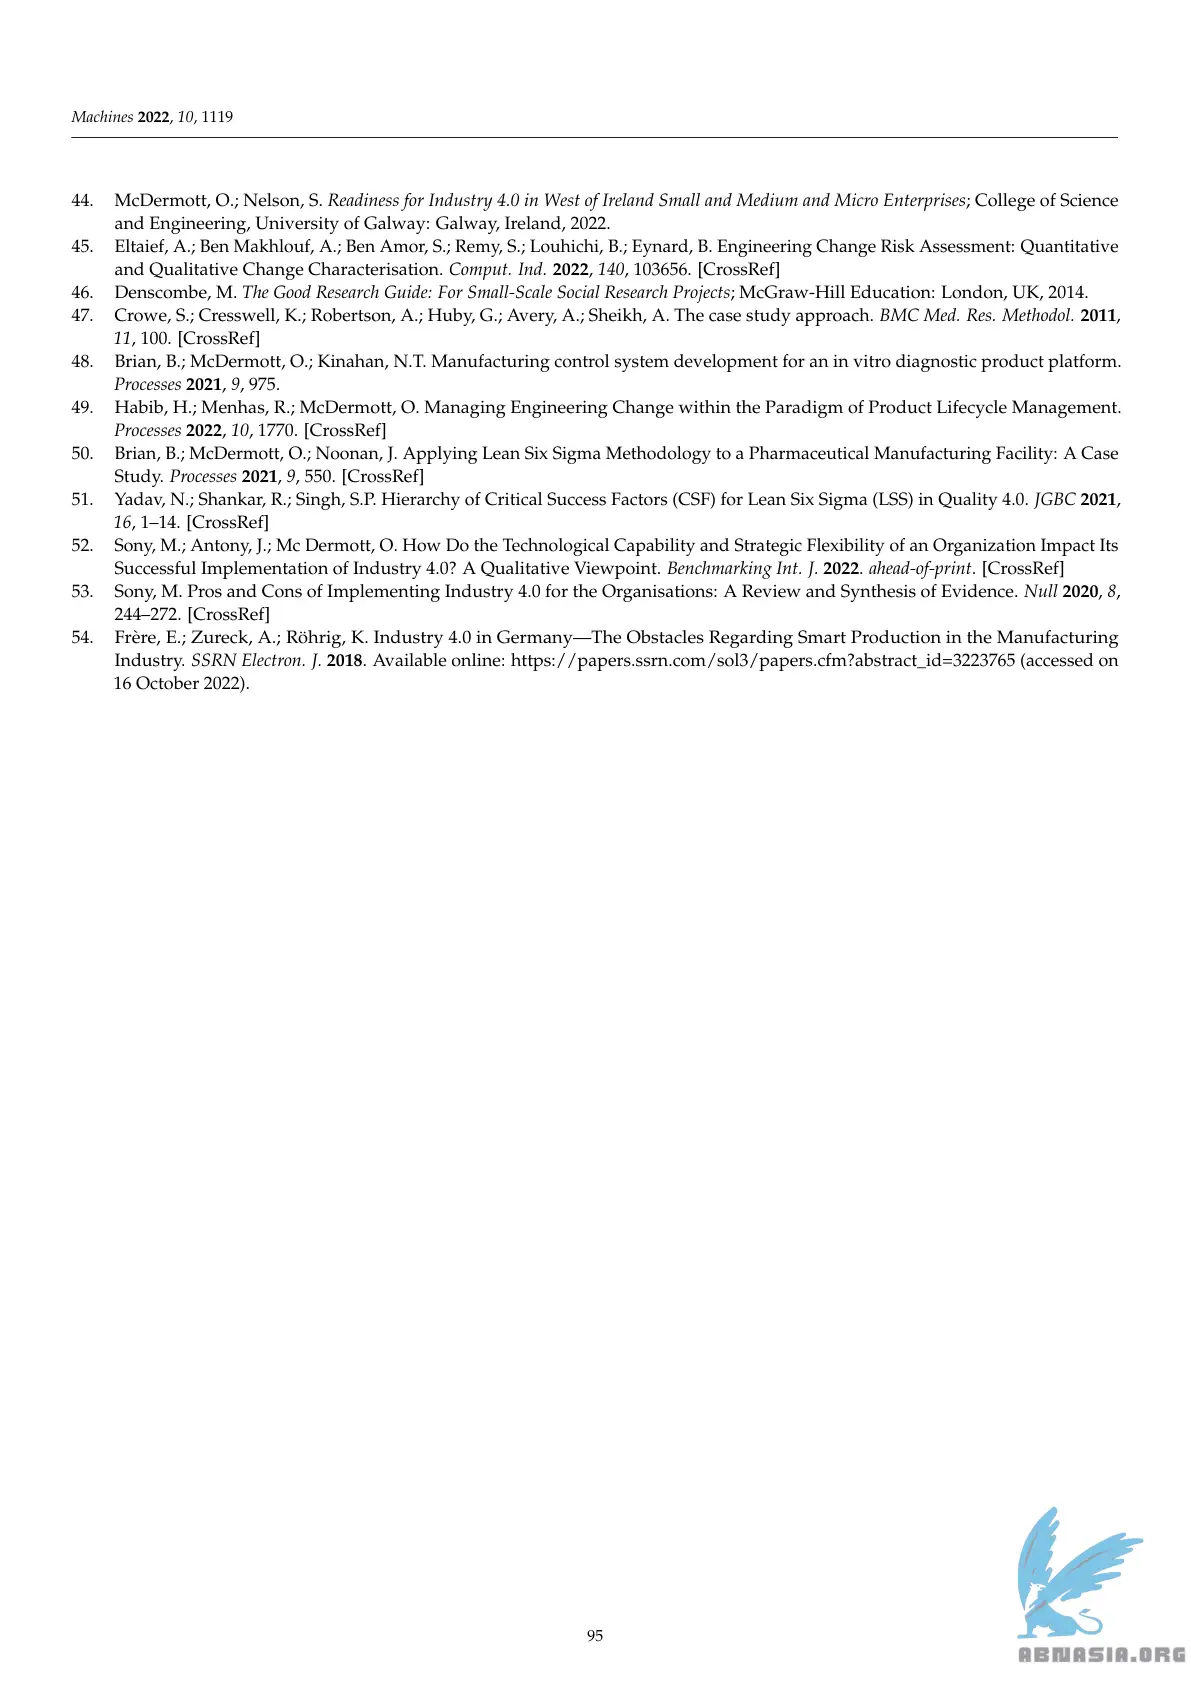 Machines 2022, 10, 1119
44. McDermott, O.; Nelson, S. Readiness for Industry 4.0 in West of Ireland Small and Medium and Micro Enterprises; College of Science
and Engineering, University of Galway: Galway, Ireland, 2022.
45. Eltaief, A.; Ben Makhlouf, A.; Ben Amor, S.; Remy, S.; Louhichi, B.; Eynard, B. Engineering Change Risk Assessment: Quantitative
and Qualitative Change Characterisation. Comput. Ind. 2022, 140, 103656. [CrossRef]
46. Denscombe, M. The Good Research Guide: For Small-Scale Social Research Projects; McGraw-Hill Education: London, UK, 2014.
47. Crowe, S.; Cresswell, K.; Robertson, A.; Huby, G.; Avery, A.; Sheikh, A. The case study approach. BMC Med. Res. Methodol. 2011,
11, 100. [CrossRef]
48. Brian, B.; McDermott, O.; Kinahan, N.T. Manufacturing control system development for an in vitro diagnostic product platform.
Processes 2021, 9, 975.
49. Habib, H.; Menhas, R.; McDermott, O. Managing Engineering Change within the Paradigm of Product Lifecycle Management.
Processes 2022, 10, 1770. [CrossRef]
50. Brian, B.; McDermott, O.; Noonan, J. Applying Lean Six Sigma Methodology to a Pharmaceutical Manufacturing Facility: A Case
Study. Processes 2021, 9, 550. [CrossRef]
51. Yadav, N.; Shankar, R.; Singh, S.P. Hierarchy of Critical Success Factors (CSF) for Lean Six Sigma (LSS) in Quality 4.0. JGBC 2021,
16, 1–14. [CrossRef]
52. Sony, M.; Antony, J.; Mc Dermott, O. How Do the Technological Capability and Strategic Flexibility of an Organization Impact Its
Successful Implementation of Industry 4.0? A Qualitative Viewpoint. Benchmarking Int. J. 2022. ahead-of-print. [CrossRef]
53. Sony, M. Pros and Cons of Implementing Industry 4.0 for the Organisations: A Review and Synthesis of Evidence. Null 2020, 8,
244–272. [CrossRef]
54. Frère, E.; Zureck, A.; Röhrig, K. Industry 4.0 in Germany—The Obstacles Regarding Smart Production in the Manufacturing
Industry. SSRN Electron. J. 2018. Available online: https://papers.ssrn.com/sol3/papers.cfm?abstract_id=3223765 (accessed on
16 October 2022).
95
ABNASIA.ORG